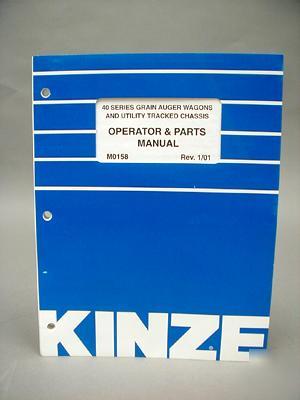 40 SERIES GRAIN AUGER WAGONS
AND UTILITY TRACKED CHASSIS
OPERATOR & PARTS
MANUAL
M0158 Rev. 1/01
KINZE